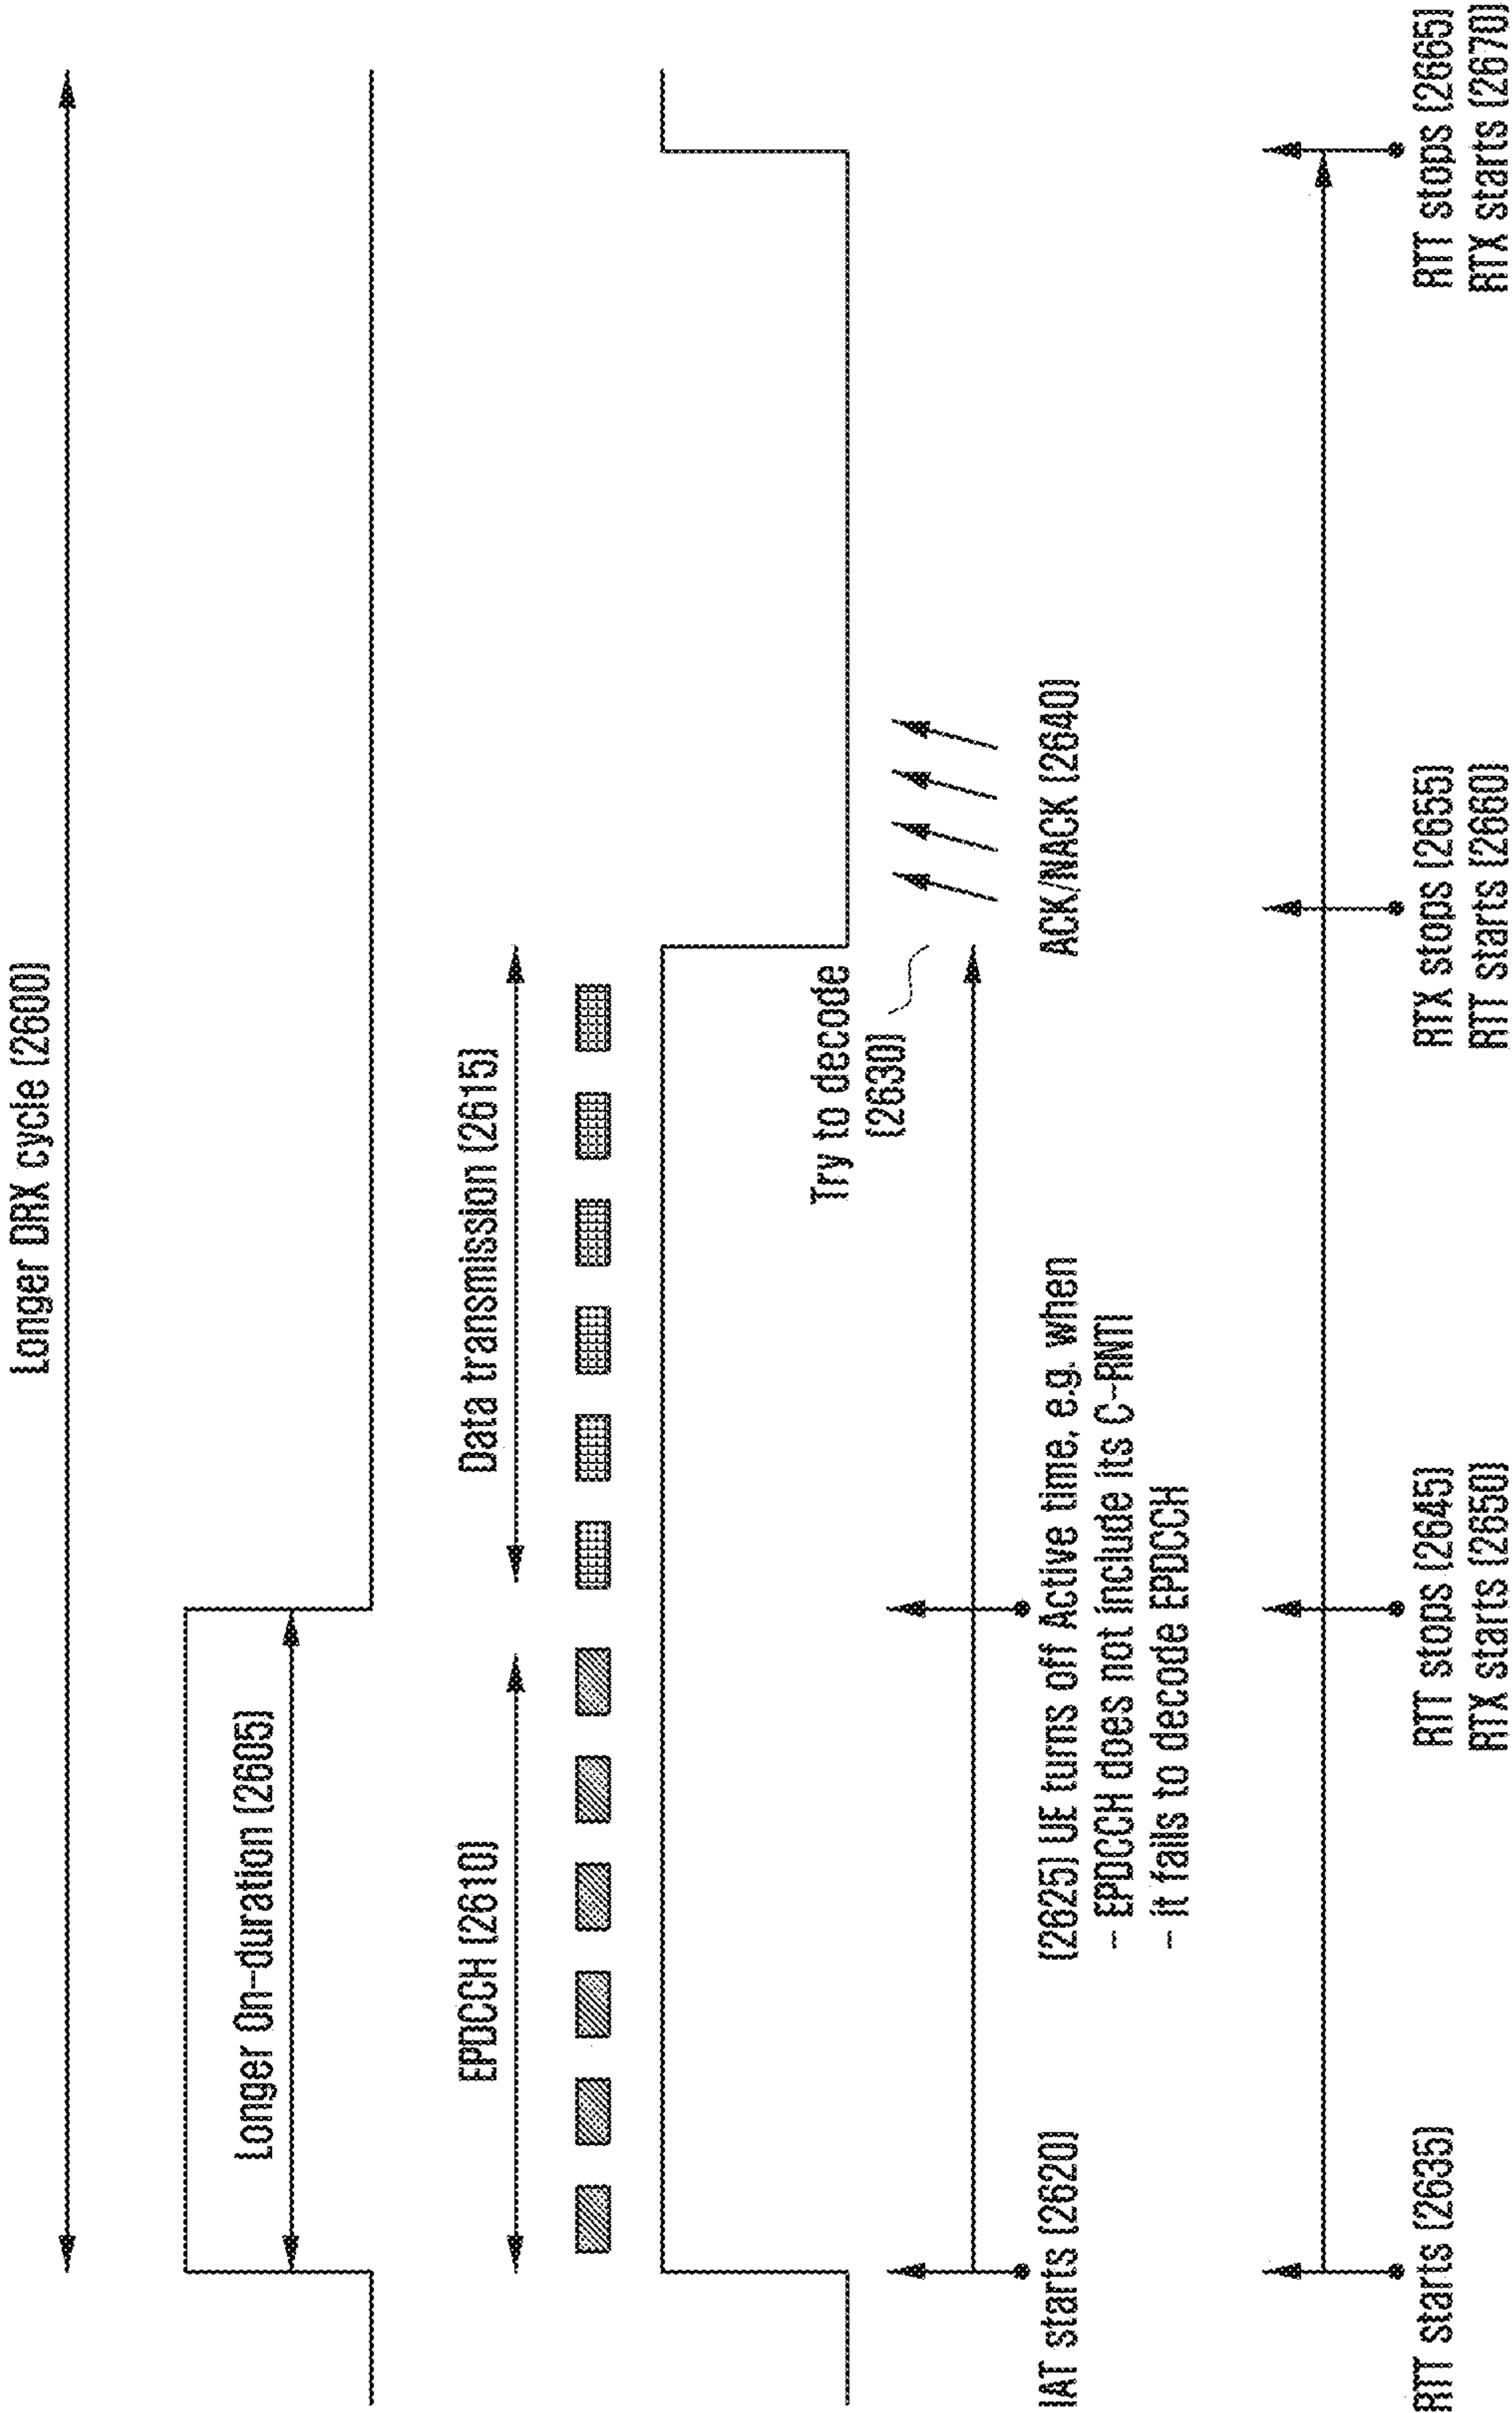 Longer DRX cycle (2600)
Longer On-duration (2605)
EPDCCH (2610)
Data transmission (2615)
Try to decode
(2630)
IAT starts (2620)
(2625) UE turns off Active time, e.g. when
- EPDCCH does not include its C-RNTI
- it fails to decode EPDCCH
ACK/NACK (2640)
RTT starts (2635)
RTT stops (2645)
RTX starts (2650)
RTX stops (2655)
RTT starts (2660)
RTT stops (2665)
RTX starts (2670)